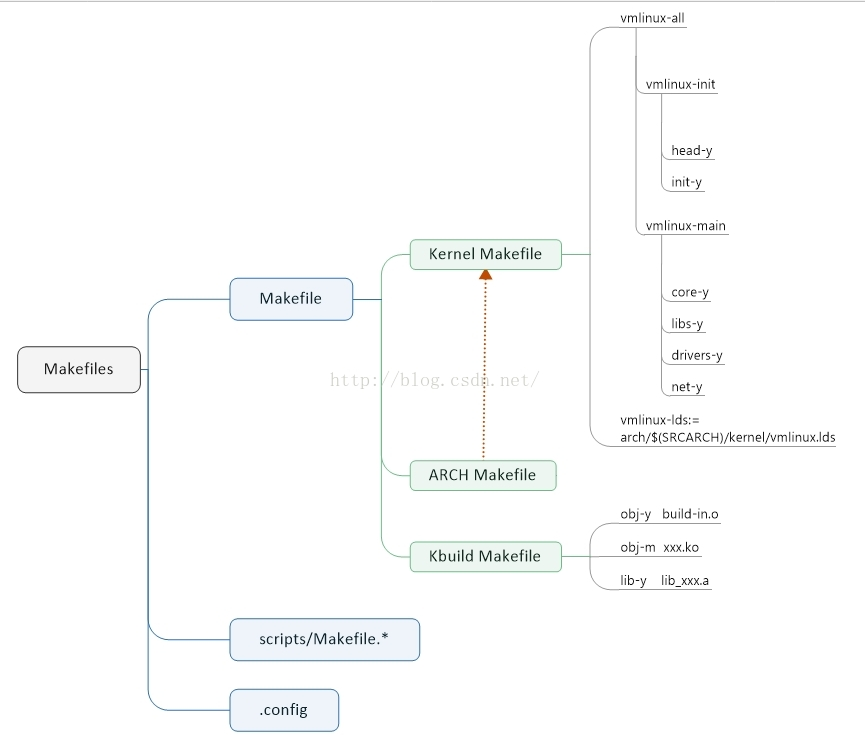 vmlinux-all
vmlinux-init
head-y
init-y
vmlinux-main
Kernel Makefile
core-y
Makefile
libs-y
drivers-y
Makefiles
http://blog.csdn.net/
net-y
vmlinux-lds:=
arch/$(SRCARCH)/kernel/vmlinux.lds
ARCH Makefile
obj-y build-in.o
Kbuild Makefile
obj-m xxx.ko
lib-y lib_xxx.a
scripts/Makefile.*
.config